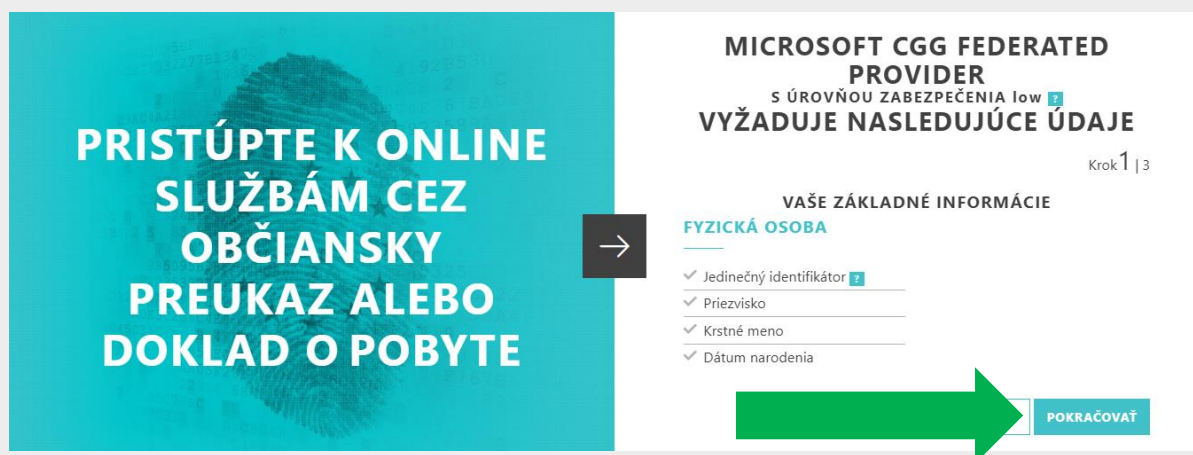 PRISTÚPTE K ONLINE
SLUŽBÁM CEZ
OBČIANSKY
PREUKAZ ALEBO
DOKLAD O POBYTE
MICROSOFT CGG FEDERATED
PROVIDER
S ÚROVŇOU ZABEZPEČENIA low ?
VYŽADUJE NASLEDUJÚCE ÚDAJE
Krok 1 | 3
VAŠE ZÁKLADNÉ INFORMÁCIE
FYZICKÁ OSOBA
Jedinečný identifikátor ?
Priezvisko
Krstné meno
Dátum narodenia
POKRAČOVAŤ